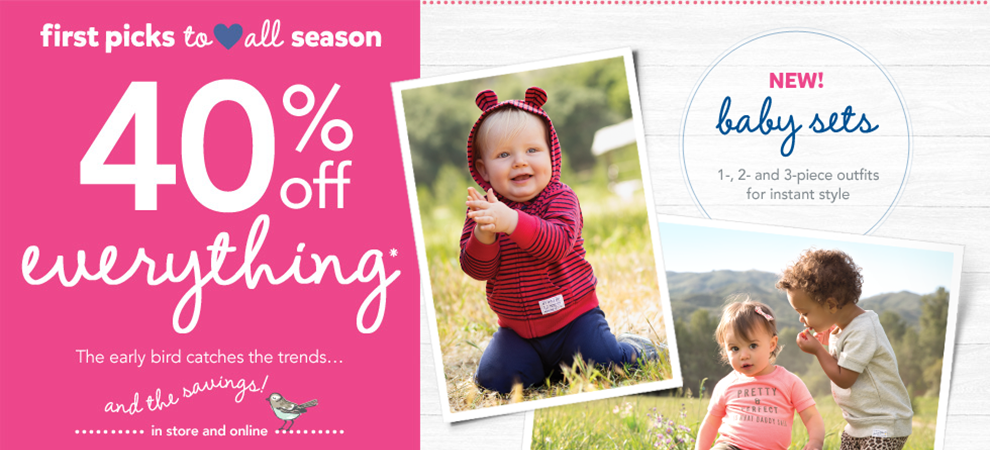 first picks to all season
40%
off
everything*
The early bird catches the trends...
and the savings!
in store and online
NEW!
baby sets
1-, 2- and 3-piece outfits
for instant style
PRETTY
PERFECT